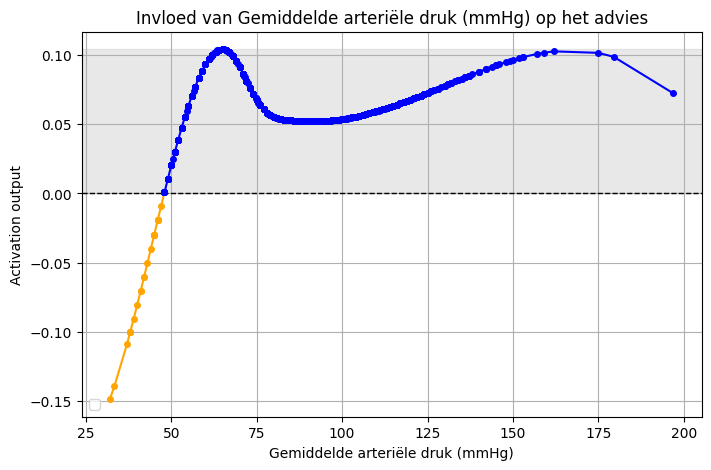 Invloed van Gemiddelde arteriële druk (mmHg) op het advies
Activation output
0.10
0.05
0.00
−0.05
−0.10
−0.15
25 50 75 100 125 150 175 200
Gemiddelde arteriële druk (mmHg)